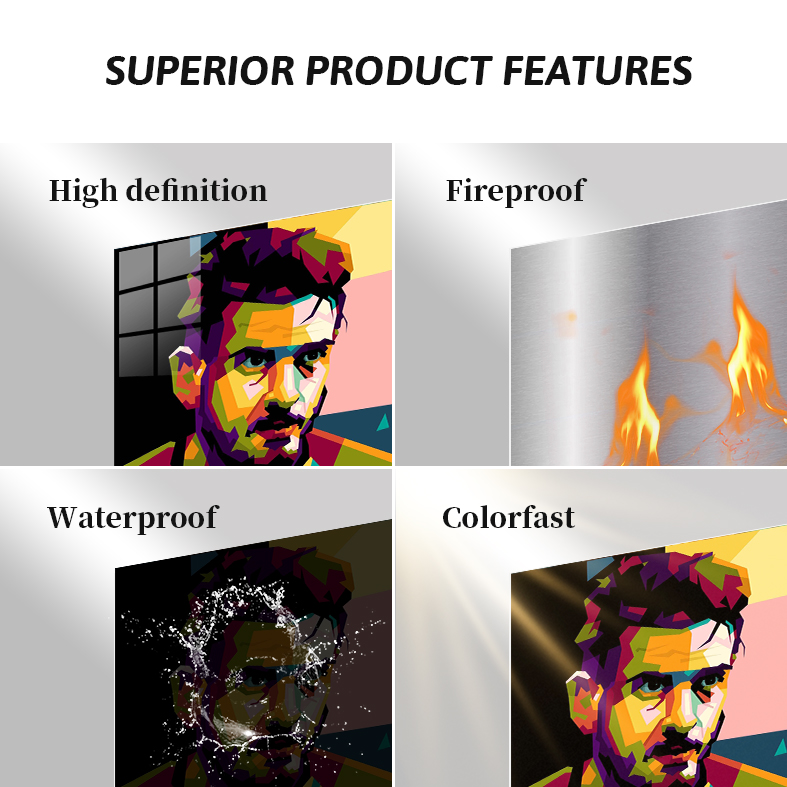 SUPERIOR PRODUCT FEATURES
High definition
Fireproof
Waterproof
Colorfast